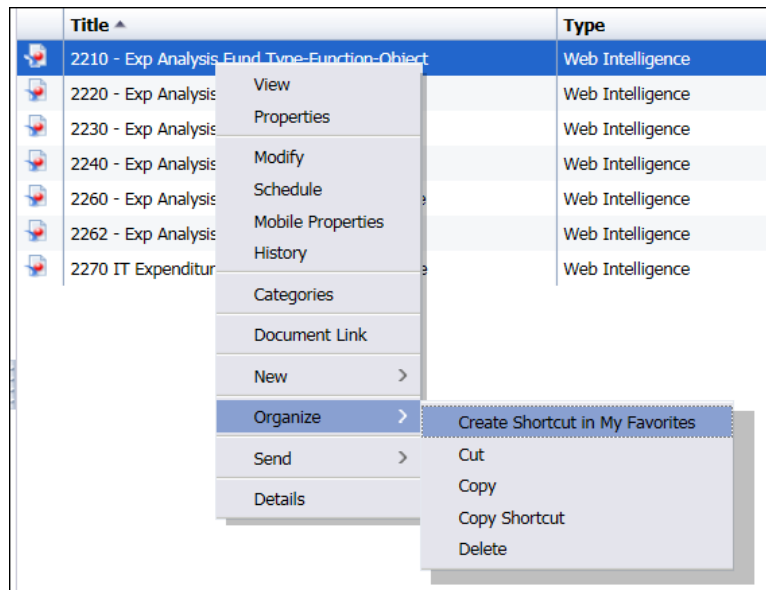 Title Type
2210 - Exp Analysis Fund Type-Function-Object Web Intelligence
2220 - Exp Analysis Web Intelligence
2230 - Exp Analysis Web Intelligence
2240 - Exp Analysis Web Intelligence
2260 - Exp Analysis Web Intelligence
2262 - Exp Analysis Web Intelligence
2270 IT Expenditur Web Intelligence
View
Properties
Modify
Schedule
Mobile Properties
History
Categories
Document Link
New
Organize
Send
Details
Create Shortcut in My Favorites
Cut
Copy
Copy Shortcut
Delete